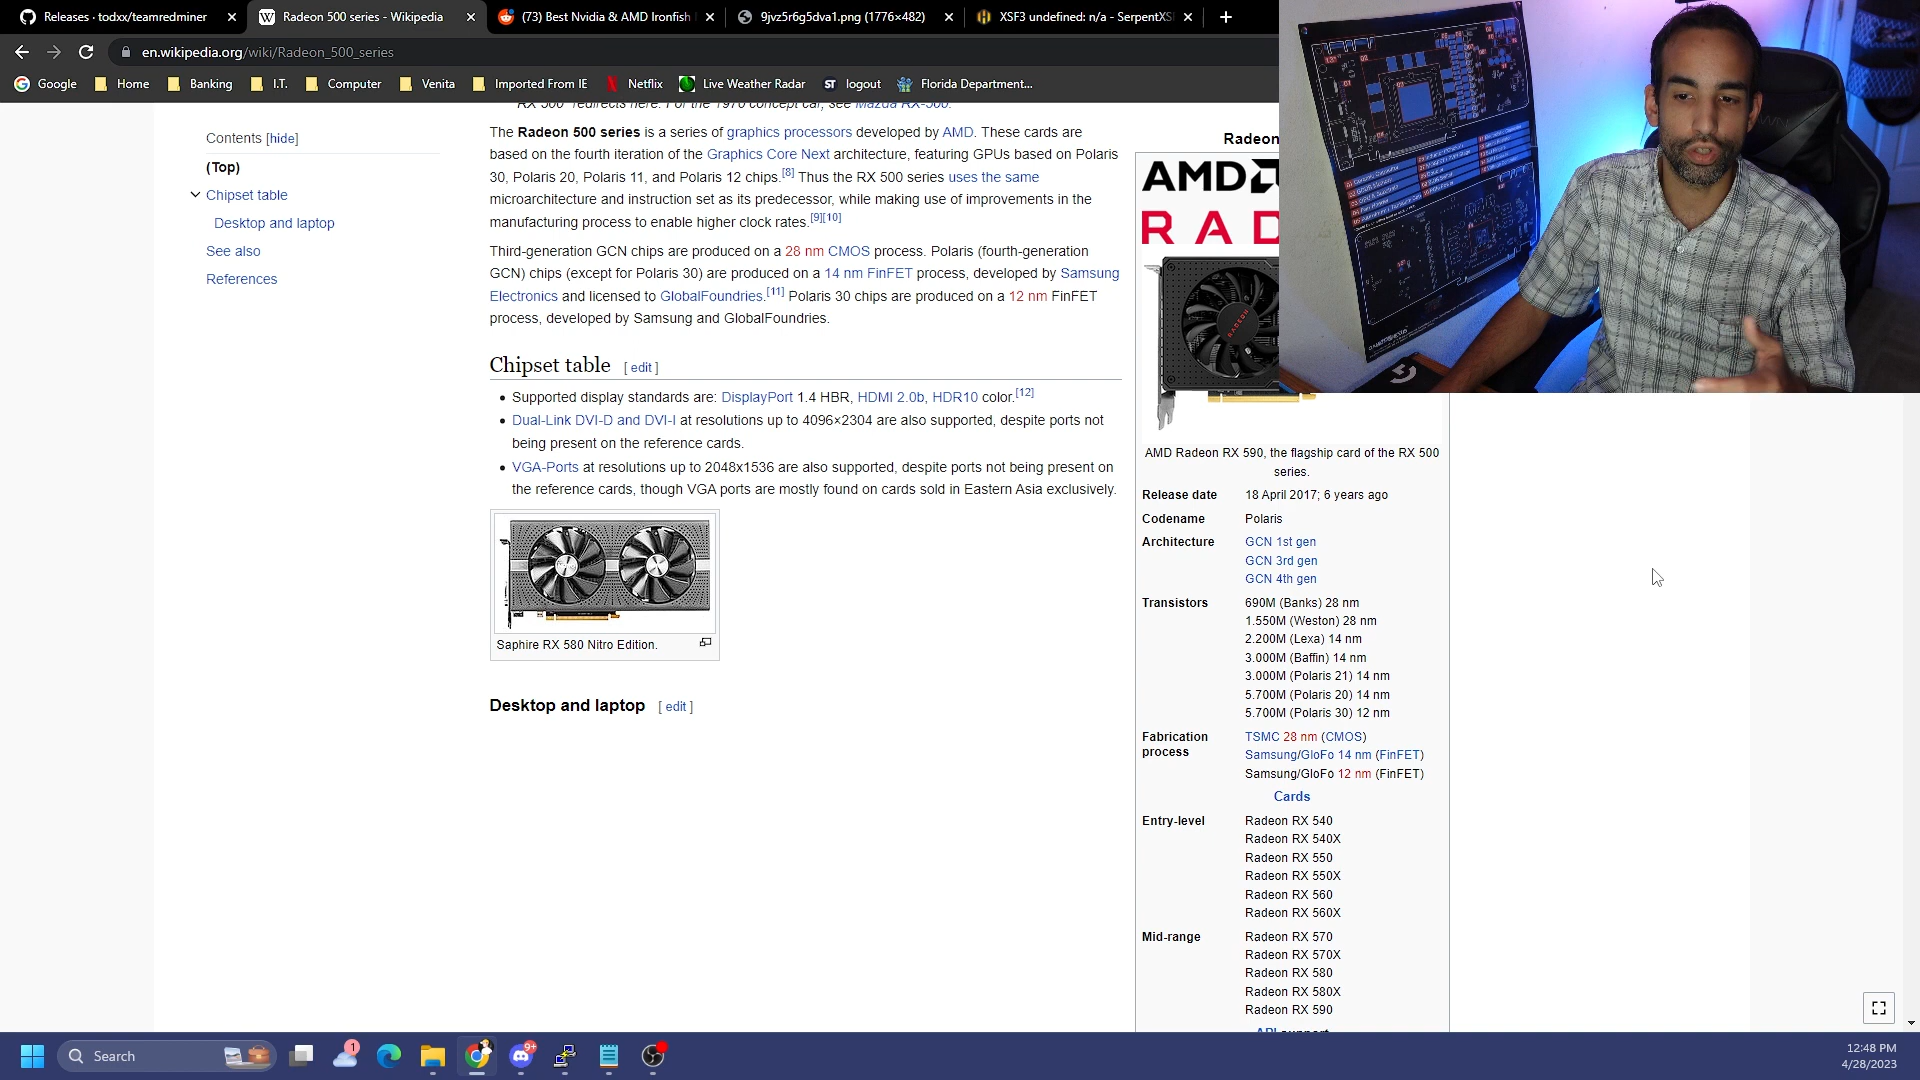 Releases · todxx/teamredminer
Radeon 500 series - Wikipedia
(73) Best Nvidia & AMD Ironfish
9jvz5r6g5dva1.png (1776×482)
XSF3 undefined: n/a - SerpentXS
en.wikipedia.org/wiki/Radeon_500_series
Google
Home
Banking
I.T.
Computer
Venita
Imported From IE
Netflix
Live Weather Radar
ST logout
Florida Department...
"RX 500" redirects here. For the 1970 concept car, see Mazda RX-500.
Contents [hide]
(Top)
Chipset table
Desktop and laptop
See also
References
The Radeon 500 series is a series of graphics processors developed by AMD. These cards are
based on the fourth iteration of the Graphics Core Next architecture, featuring GPUs based on Polaris
30, Polaris 20, Polaris 11, and Polaris 12 chips.[8] Thus the RX 500 series uses the same
microarchitecture and instruction set as its predecessor, while making use of improvements in the
manufacturing process to enable higher clock rates.[9][10]
Third-generation GCN chips are produced on a 28 nm CMOS process. Polaris (fourth-generation
GCN) chips (except for Polaris 30) are produced on a 14 nm FinFET process, developed by Samsung
Electronics and licensed to GlobalFoundries.[11] Polaris 30 chips are produced on a 12 nm FinFET
process, developed by Samsung and GlobalFoundries.
Chipset table [ edit ]
• Supported display standards are: DisplayPort 1.4 HBR, HDMI 2.0b, HDR10 color.[12]
• Dual-Link DVI-D and DVI-I at resolutions up to 4096×2304 are also supported, despite ports not
being present on the reference cards.
• VGA-Ports at resolutions up to 2048x1536 are also supported, despite ports not being present on
the reference cards, though VGA ports are mostly found on cards sold in Eastern Asia exclusively.
Saphire RX 580 Nitro Edition.
Desktop and laptop [ edit ]
Radeon
AMD
RAD
RADEON
AMD Radeon RX 590, the flagship card of the RX 500
series.
Release date 18 April 2017; 6 years ago
Codename Polaris
Architecture GCN 1st gen
GCN 3rd gen
GCN 4th gen
Transistors 690M (Banks) 28 nm
1.550M (Weston) 28 nm
2.200M (Lexa) 14 nm
3.000M (Baffin) 14 nm
3.000M (Polaris 21) 14 nm
5.700M (Polaris 20) 14 nm
5.700M (Polaris 30) 12 nm
Fabrication process TSMC 28 nm (CMOS)
Samsung/GloFo 14 nm (FinFET)
Samsung/GloFo 12 nm (FinFET)
Cards
Entry-level Radeon RX 540
Radeon RX 540X
Radeon RX 550
Radeon RX 550X
Radeon RX 560
Radeon RX 560X
Mid-range Radeon RX 570
Radeon RX 570X
Radeon RX 580
Radeon RX 580X
Radeon RX 590
API support
Search
1
9+
12:48 PM
4/28/2023